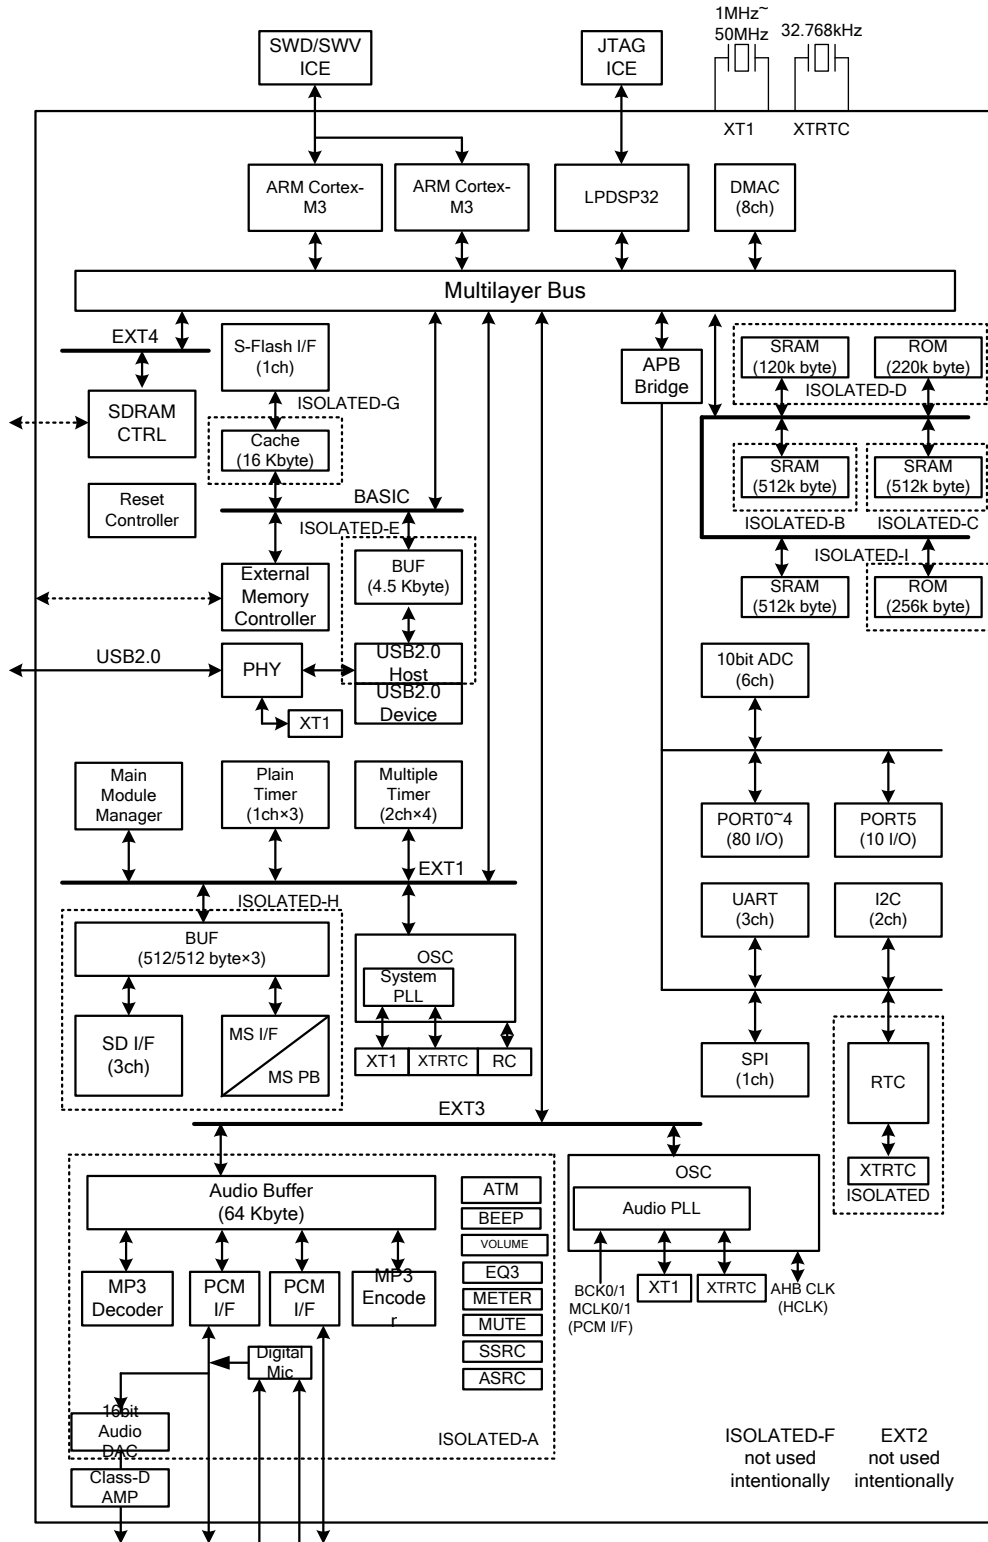 SWD/SWV
ICE
JTAG
ICE
1MHz~
50MHz
32.768kHz
XT1
XTRTC
ARM Cortex-
M3
ARM Cortex-
M3
LPDSP32
DMAC
(8ch)
Multilayer Bus
EXT4
S-Flash I/F
(1ch)
APB
Bridge
SRAM
(120k byte)
ROM
(220k byte)
ISOLATED-D
SDRAM
CTRL
ISOLATED-G
Cache
(16 Kbyte)
SRAM
(512k byte)
SRAM
(512k byte)
Reset
Controller
BASIC
ISOLATED-E
ISOLATED-B
ISOLATED-C
ISOLATED-I
External
Memory
Controller
BUF
(4.5 Kbyte)
SRAM
(512k byte)
ROM
(256k byte)
USB2.0
PHY
USB2.0
Host
USB2.0
Device
XT1
10bit ADC
(6ch)
Main
Module
Manager
Plain
Timer
(1ch×3)
Multiple
Timer
(2ch×4)
PORT0~4
(80 I/O)
PORT5
(10 I/O)
EXT1
ISOLATED-H
UART
(3ch)
I2C
(2ch)
BUF
(512/512 byte×3)
OSC
System
PLL
SD I/F
(3ch)
MS I/F
MS PB
XT1
XTRTC
RC
SPI
(1ch)
RTC
XTRTC
ISOLATED
EXT3
Audio Buffer
(64 Kbyte)
ATM
BEEP
VOLUME
EQ3
METER
MUTE
SSRC
ASRC
OSC
Audio PLL
MP3
Decoder
PCM
I/F
PCM
I/F
MP3
Encode
r
BCK0/1
MCLK0/1
(PCM I/F)
XT1
XTRTC
AHB CLK
(HCLK)
Digital
Mic
16bit
Audio
DAC
ISOLATED-A
Class-D
AMP
ISOLATED-F
not used
intentionally
EXT2
not used
intentionally